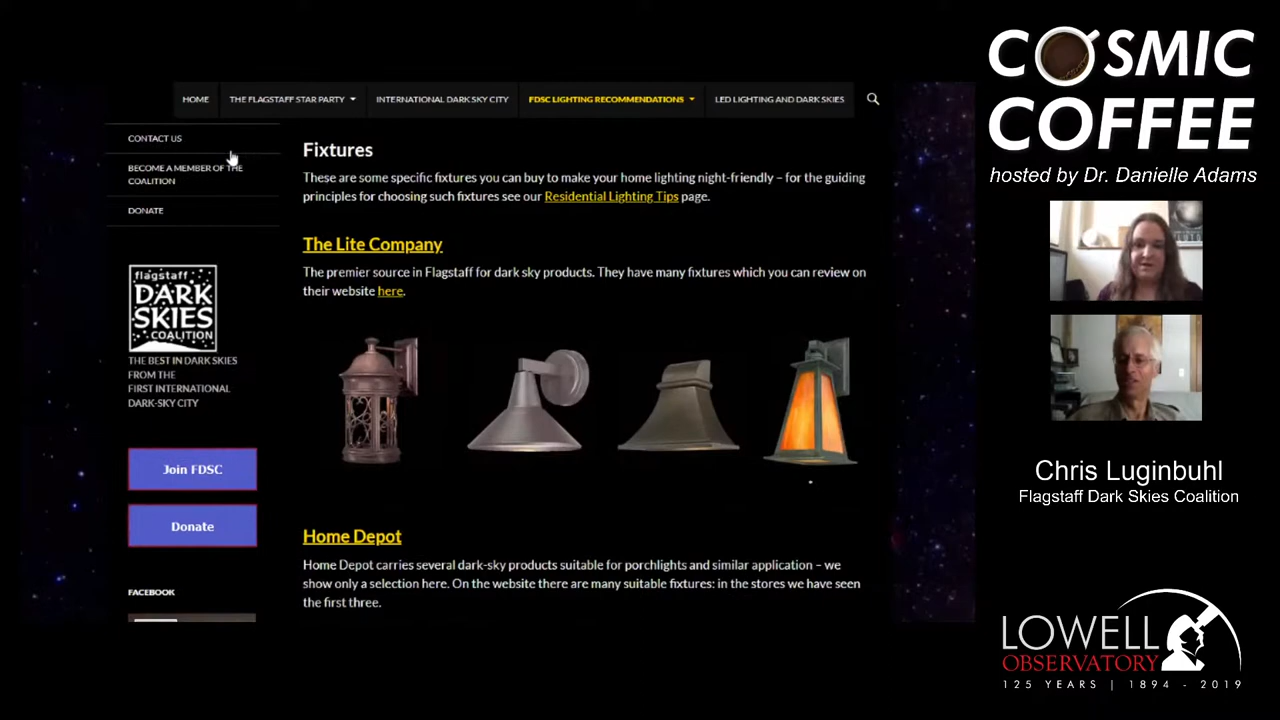 COSMIC
COFFEE
hosted by Dr. Danielle Adams
HOME
THE FLAGSTAFF STAR PARTY
INTERNATIONAL DARK SKY CITY
FDSC LIGHTING RECOMMENDATIONS
LED LIGHTING AND DARK SKIES
CONTACT US
BECOME A MEMBER OF THE
COALITION
DONATE
flagstaff
DARK
SKIES
COALITION
THE BEST IN DARK SKIES
FROM THE
FIRST INTERNATIONAL
DARK-SKY CITY
Join FDSC
Donate
FACEBOOK
Fixtures
These are some specific fixtures you can buy to make your home lighting night-friendly – for the guiding
principles for choosing such fixtures see our Residential Lighting Tips page.
The Lite Company
The premier source in Flagstaff for dark sky products. They have many fixtures which you can review on
their website here.
Home Depot
Home Depot carries several dark-sky products suitable for porchlights and similar application – we
show only a selection here. On the website there are many suitable fixtures: in the stores we have seen
the first three.
Chris Luginbuhl
Flagstaff Dark Skies Coalition
LOWELL
OBSERVATORY
125 YEARS | 1894 - 2019